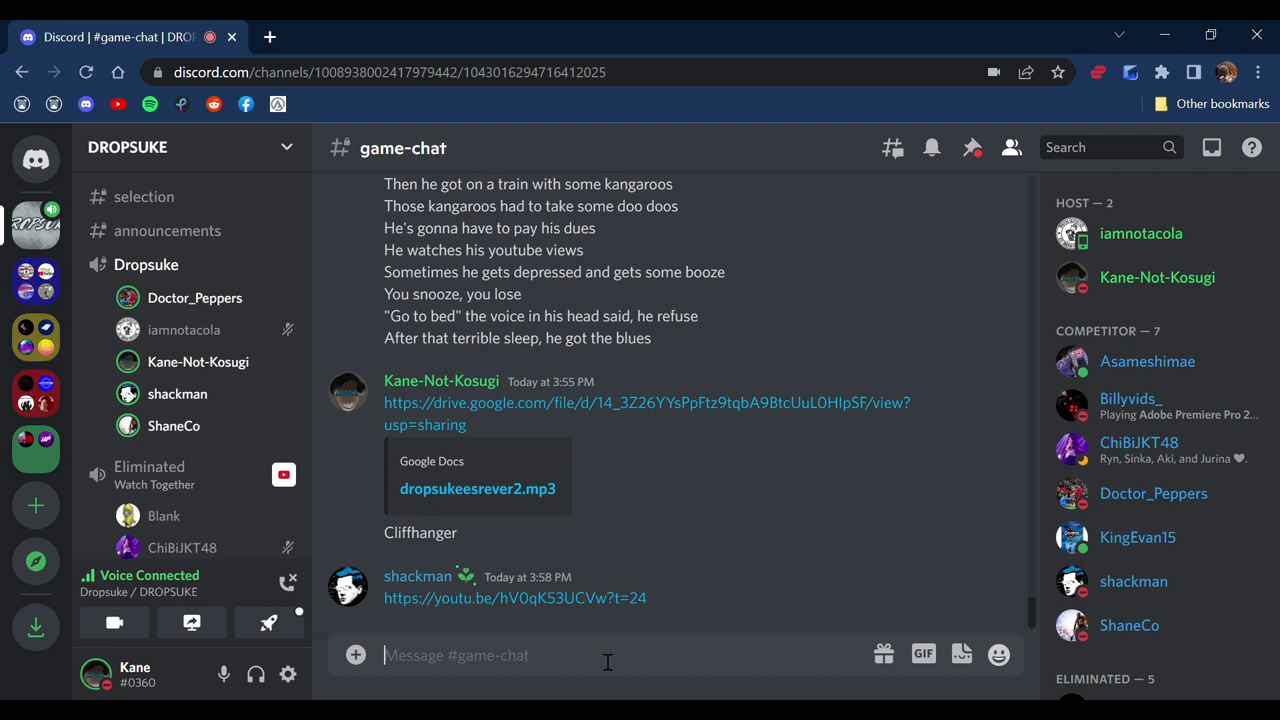 Discord | #game-chat | DRO
discord.com/channels/1008938002417979442/1043016294716412025
Other bookmarks
DROPSUKE
game-chat
Search
selection
announcements
Dropsuke
Doctor_Peppers
iamnotacola
Kane-Not-Kosugi
shackman
ShaneCo
Eliminated
Watch Together
Blank
ChiBiJKT48
Voice Connected
Dropsuke / DROPSUKE
Kane
#0360
Then he got on a train with some kangaroos
Those kangaroos had to take some doo doos
He's gonna have to pay his dues
He watches his youtube views
Sometimes he gets depressed and gets some booze
You snooze, you lose
"Go to bed" the voice in his head said, he refuse
After that terrible sleep, he got the blues
Kane-Not-Kosugi Today at 3:55 PM
https://drive.google.com/file/d/14_3Z26YYsPpFtz9tqbA9BtcUuL0HlpSF/view?
usp=sharing
Google Docs
dropsukeesrever2.mp3
Cliffhanger
shackman Today at 3:58 PM
https://youtu.be/hV0qK53UCVw?t=24
Message #game-chat
GIF
HOST — 2
iamnotacola
Kane-Not-Kosugi
COMPETITOR — 7
Asameshimae
Billyvids_
Playing Adobe Premiere Pro 2...
ChiBiJKT48
Ryn, Sinka, Aki, and Jurina
Doctor_Peppers
KingEvan15
shackman
ShaneCo
ELIMINATED — 5